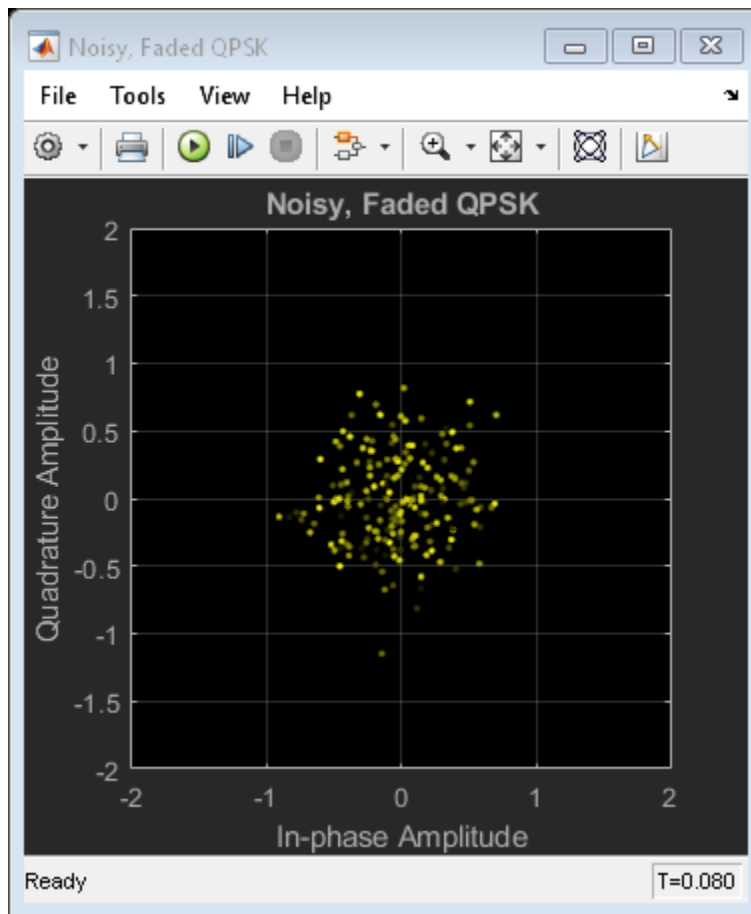 Noisy, Faded QPSK
File Tools View Help
Noisy, Faded QPSK
2
1.5
1
0.5
0
-0.5
-1
-1.5
-2
Quadrature Amplitude
-2 -1 0 1 2
In-phase Amplitude
Ready T=0.080